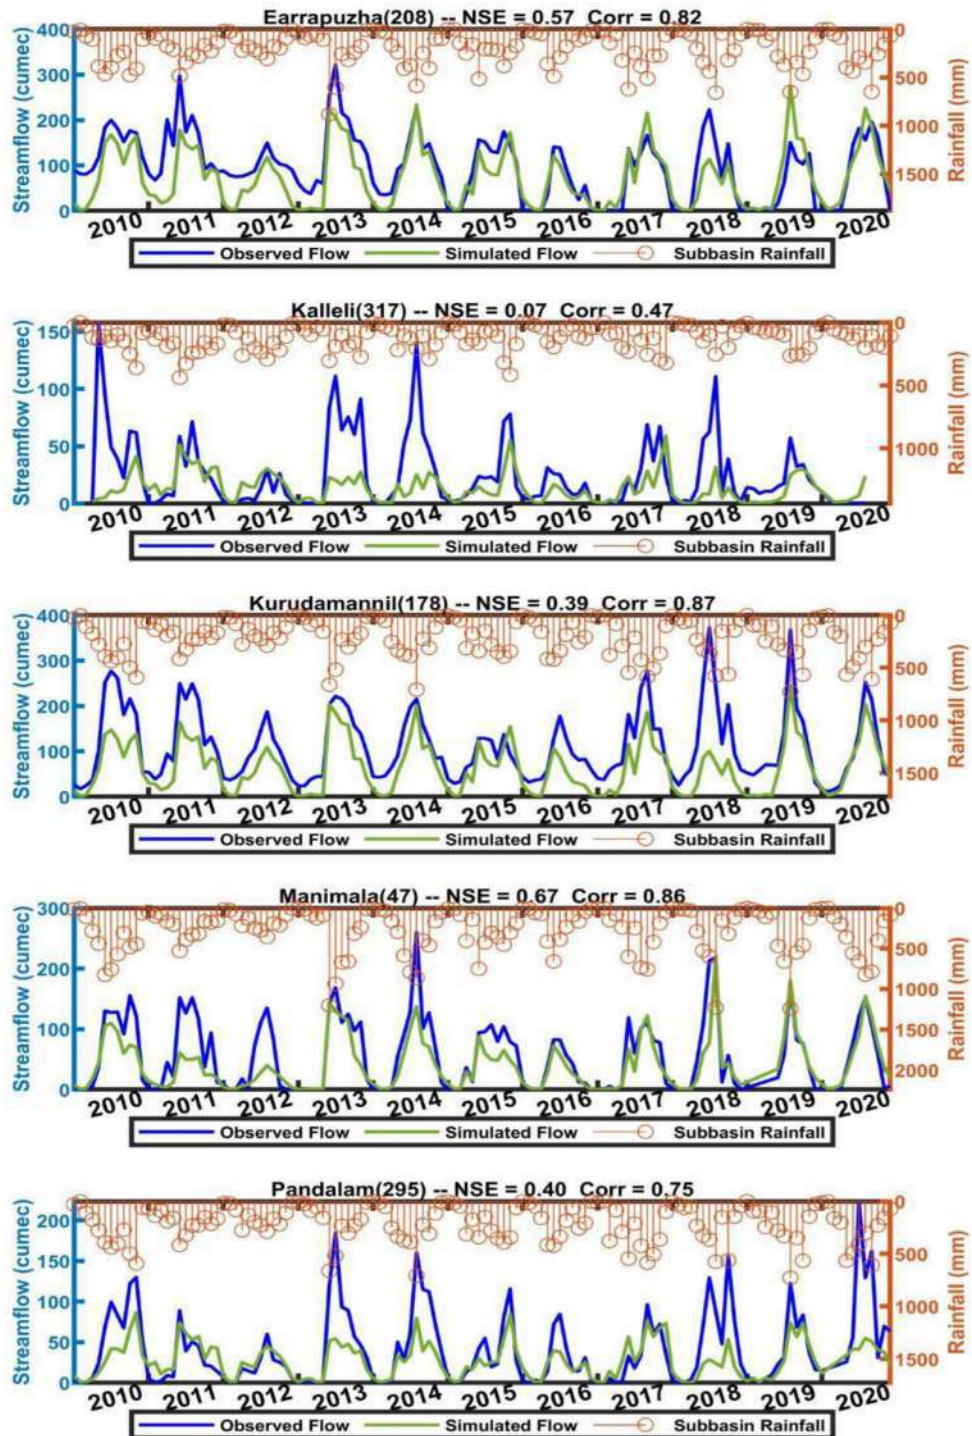 Earrapuzha(208) -- NSE = 0.57 Corr = 0.82
Streamflow (cumec)
400
300
200
100
0
0
500
1000
1500
Rainfall (mm)
2010 2011 2012 2013 2014 2015 2016 2017 2018 2019 2020
Observed Flow Simulated Flow Subbasin Rainfall
Kalleli(317) -- NSE = 0.07 Corr = 0.47
Streamflow (cumec)
150
100
50
0
0
500
1000
Rainfall (mm)
2010 2011 2012 2013 2014 2015 2016 2017 2018 2019 2020
Observed Flow Simulated Flow Subbasin Rainfall
Kurudamannil(178) -- NSE = 0.39 Corr = 0.87
Streamflow (cumec)
400
300
200
100
0
0
500
1000
1500
Rainfall (mm)
2010 2011 2012 2013 2014 2015 2016 2017 2018 2019 2020
Observed Flow Simulated Flow Subbasin Rainfall
Manimala(47) -- NSE = 0.67 Corr = 0.86
Streamflow (cumec)
300
200
100
0
0
500
1000
1500
2000
Rainfall (mm)
2010 2011 2012 2013 2014 2015 2016 2017 2018 2019 2020
Observed Flow Simulated Flow Subbasin Rainfall
Pandalam(295) -- NSE = 0.40 Corr = 0.75
Streamflow (cumec)
200
150
100
50
0
0
500
1000
1500
Rainfall (mm)
2010 2011 2012 2013 2014 2015 2016 2017 2018 2019 2020
Observed Flow Simulated Flow Subbasin Rainfall